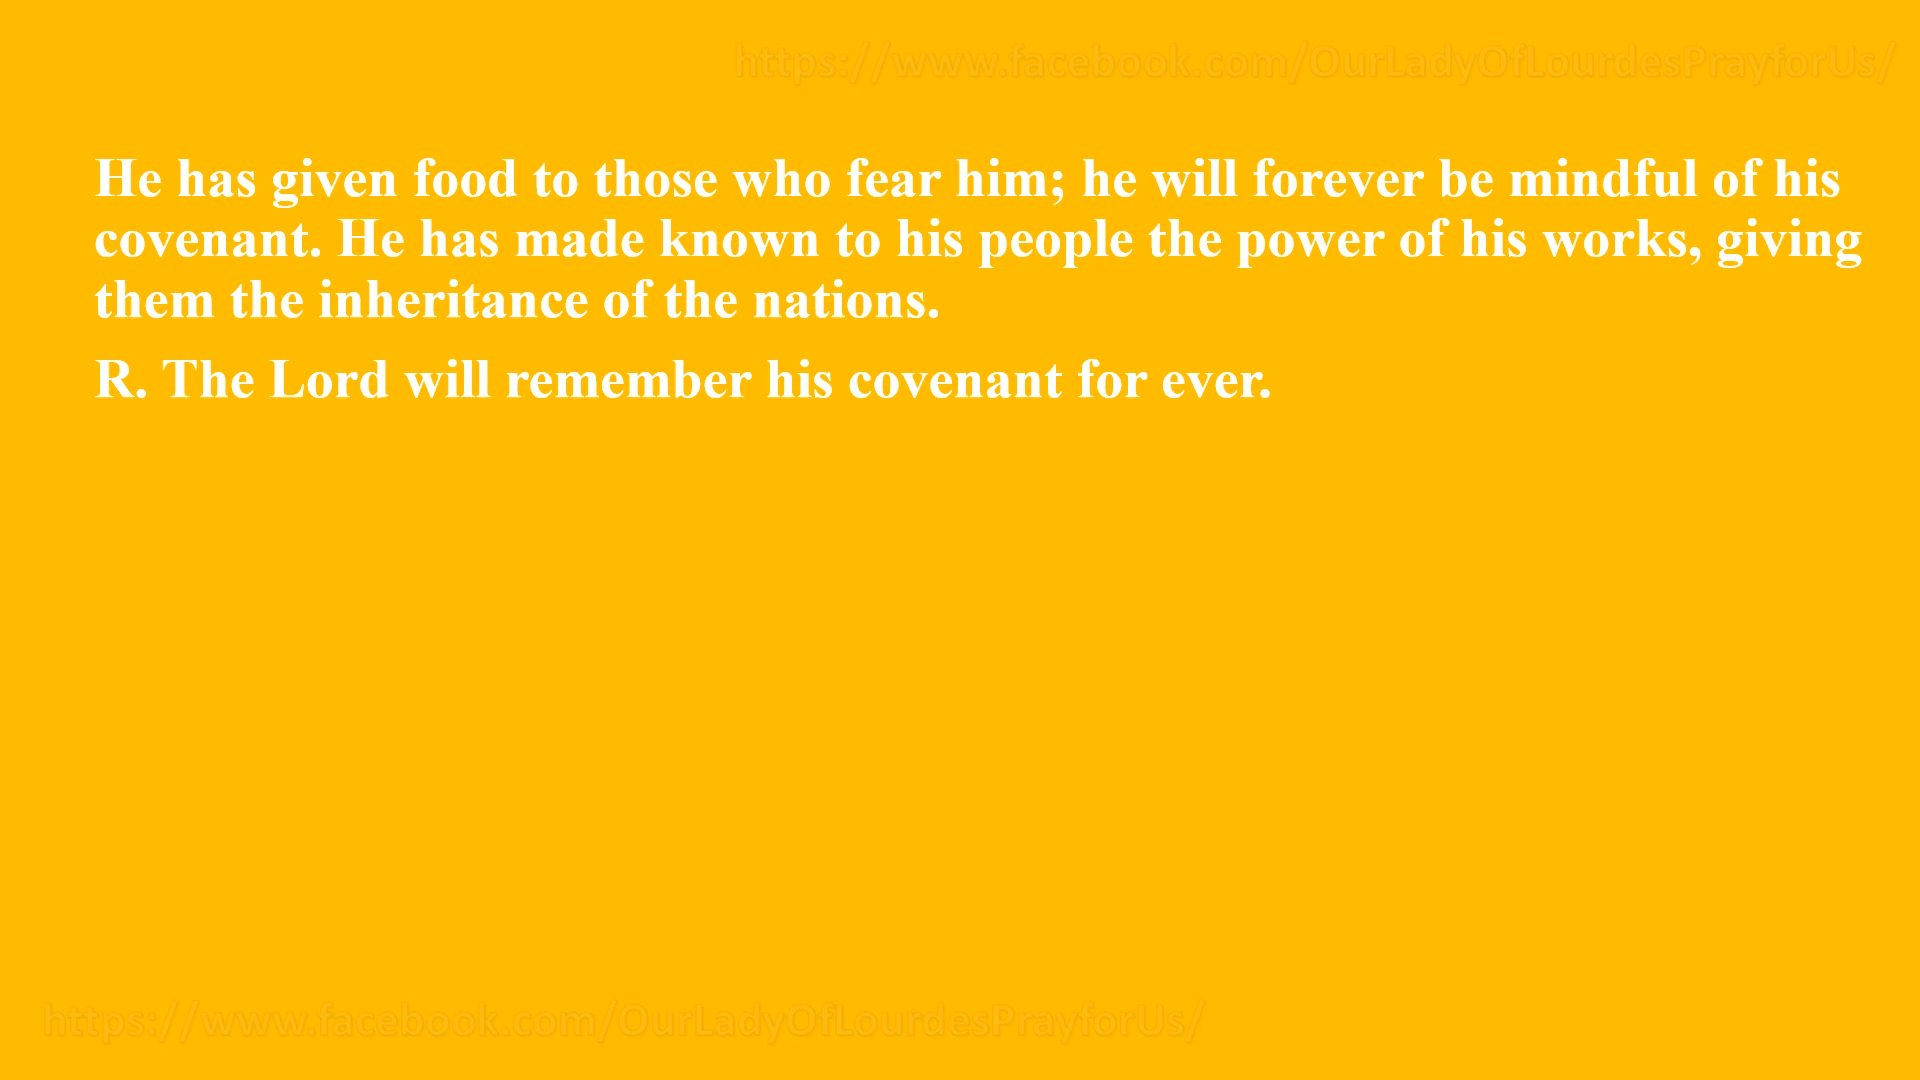 https://www.facebook.com/OurLadyOfLourdesPrayforUs/
He has given food to those who fear him; he will forever be mindful of his
covenant. He has made known to his people the power of his works, giving
them the inheritance of the nations.
R. The Lord will remember his covenant for ever.
https://www.facebook.com/OurLadyOfLourdesPrayforUs/